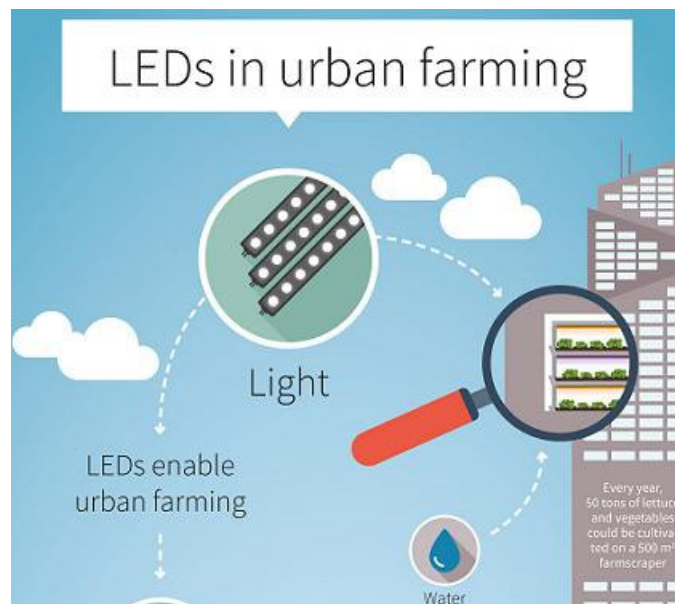 LEDs in urban farming
Light
LEDs enable
urban farming
Every year,
50 tons of lettuce
and vegetables
could be cultiva
ted on a 500 m²
farmscraper
Water